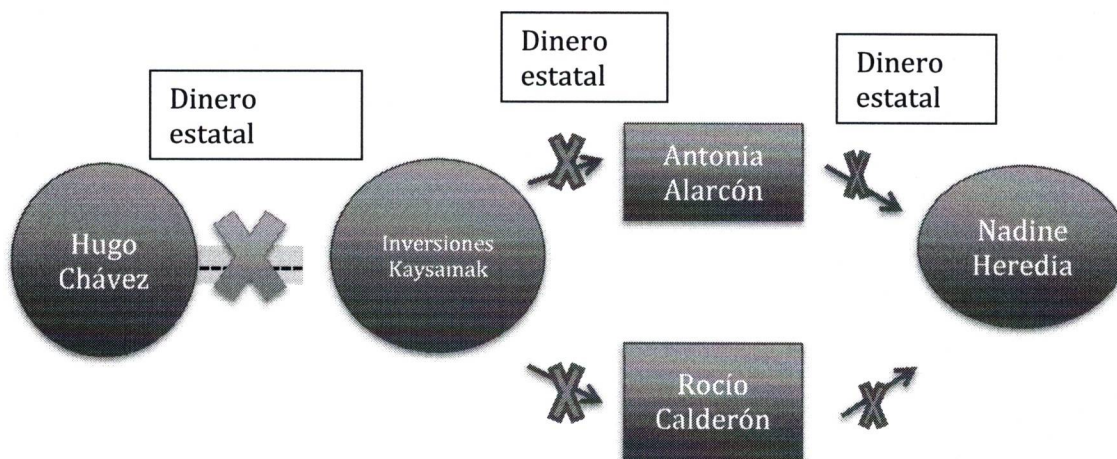 Dinero
estatal
Dinero
estatal
Dinero
estatal
Hugo
Chávez
Inversiones
Kaysamak
Antonia
Alarcón
Nadine
Heredia
Rocío
Calderón